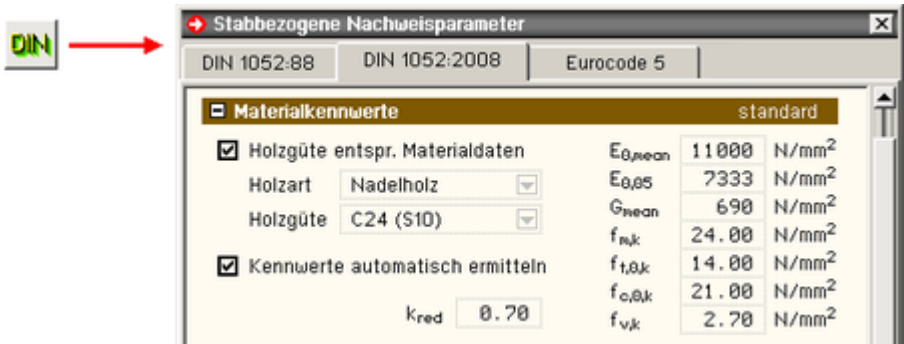 DIN
Stabbezogene Nachweisparameter
DIN 1052:88 DIN 1052:2008 Eurocode 5
Materialkennwerte standard
Holzgüte entspr. Materialdaten
Holzart Nadelholz
Holzgüte C24 (S10)
Kennwerte automatisch ermitteln
kred 0.70
E0,mean 11000 N/mm²
E0,05 7333 N/mm²
Gmean 690 N/mm²
fm,k 24.00 N/mm²
ft,0,k 14.00 N/mm²
fc,0,k 21.00 N/mm²
fv,k 2.70 N/mm²